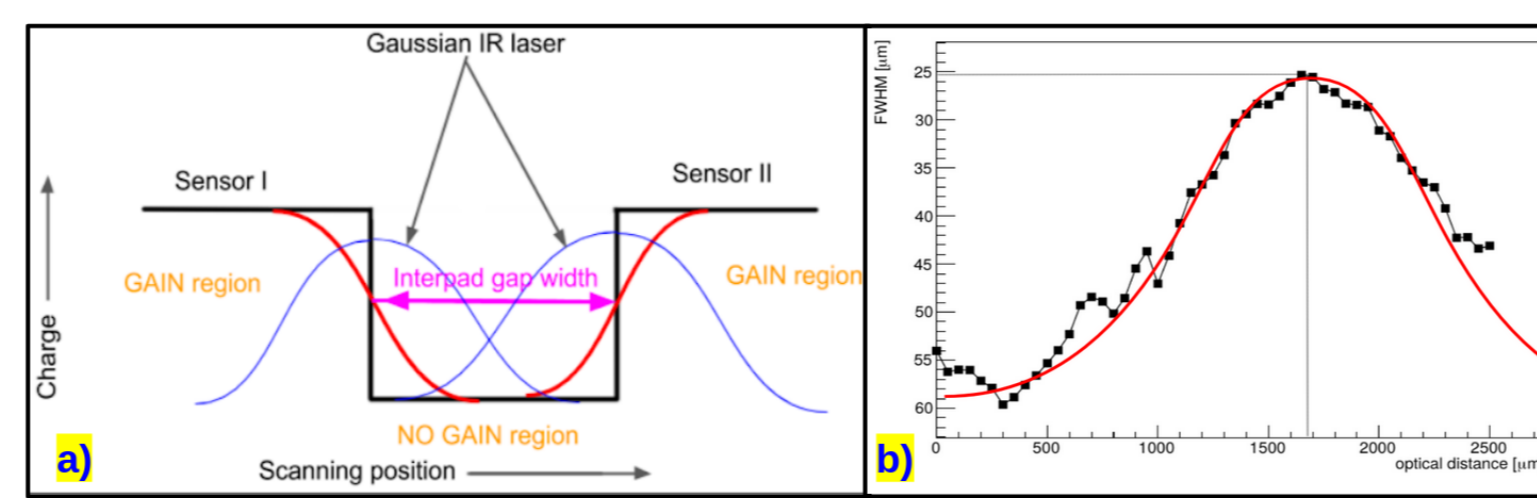 Gaussian IR laser
Sensor I
Sensor II
GAIN region
Interpad gap width
GAIN region
Charge
NO GAIN region
a)
Scanning position
FWHM [μm]
25
30
35
40
45
50
55
60
0 500 1000 1500 2000 2500
optical distance [μm
b)